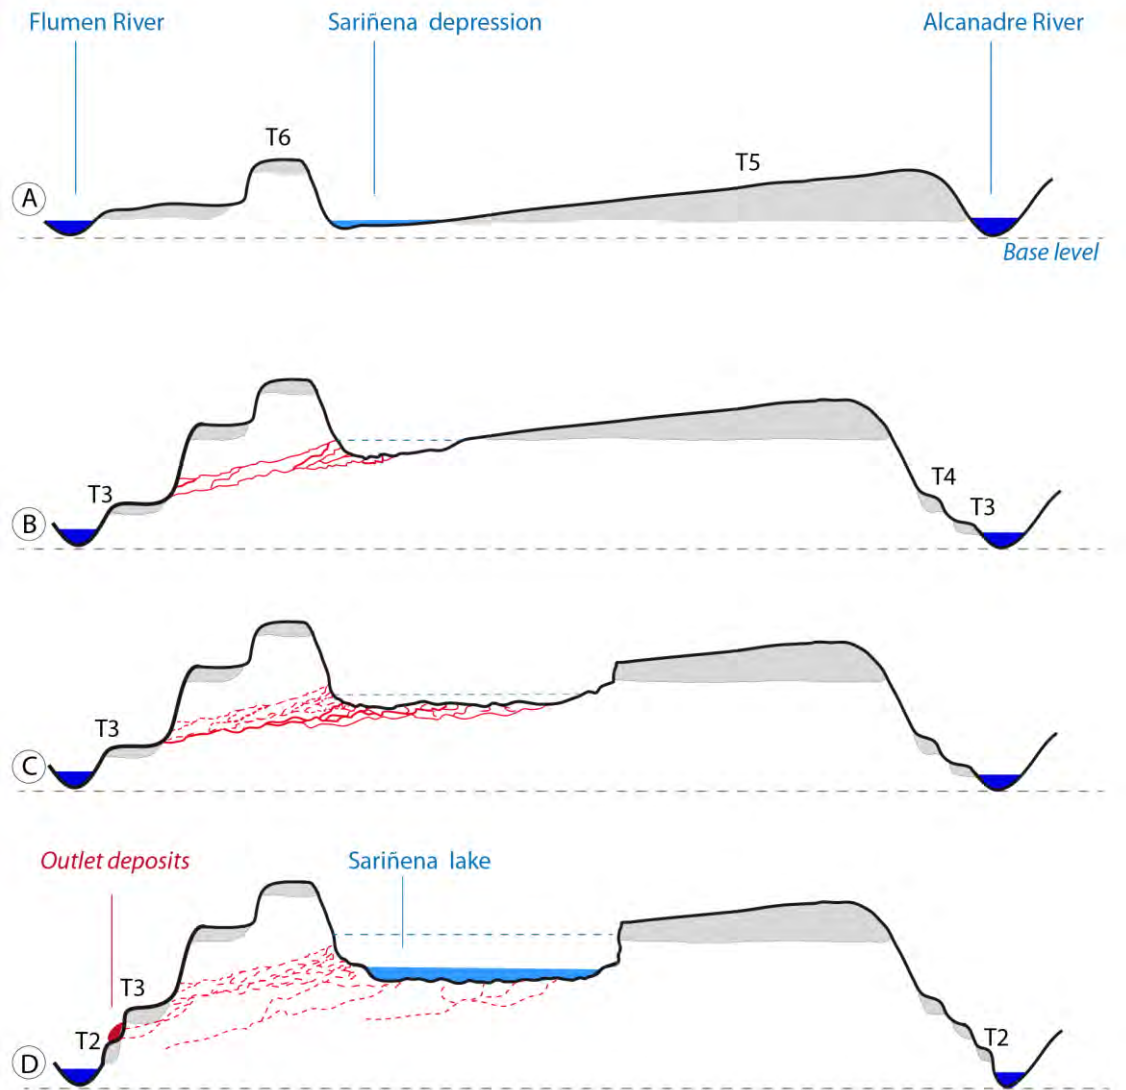 Flumen River
Sariñena depression
Alcanadre River
T6
T5
A
Base level
T3
T4
T3
B
T3
C
Outlet deposits
Sariñena lake
T3
T2
T2
D